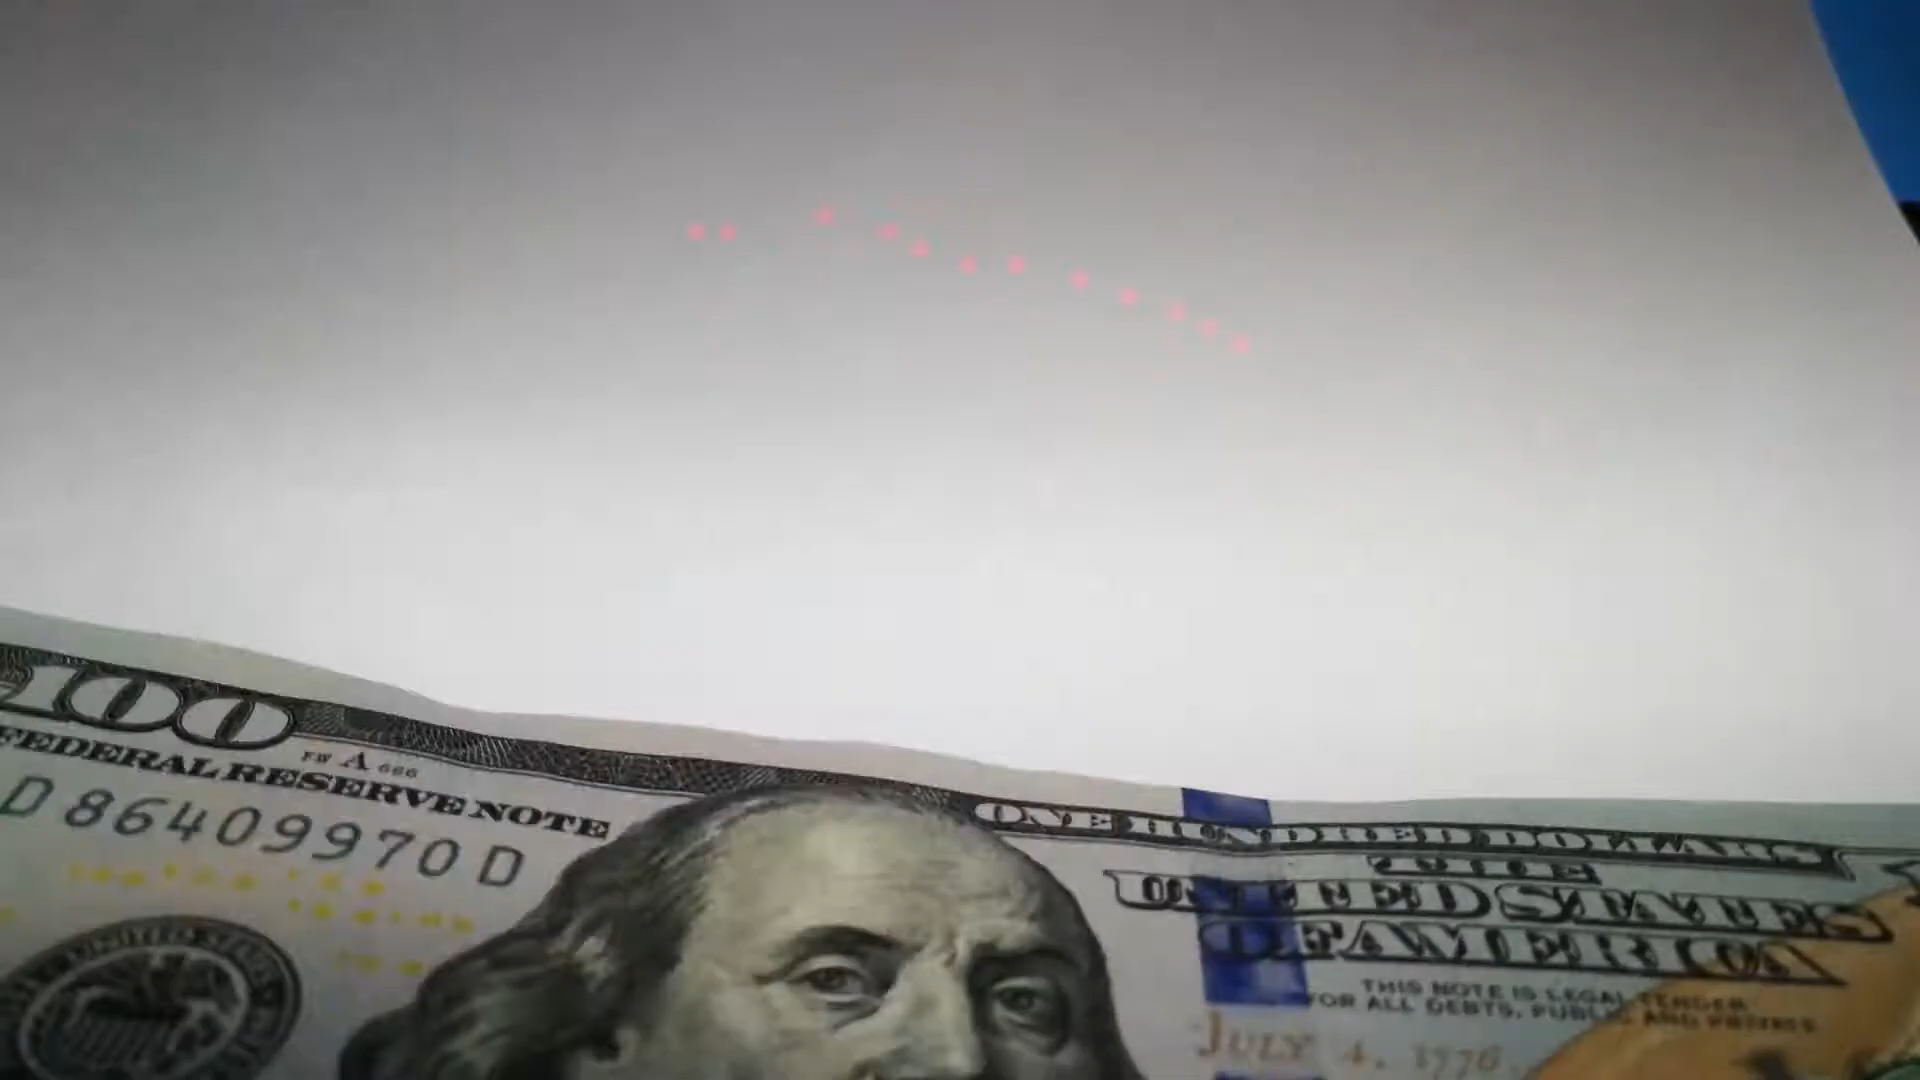 100
FW A 666
FEDERAL RESERVE NOTE
D 86409970 D
ONE HUNDRED DOLLARS
THE
UNITED STATES
OF AMERICA
THIS NOTE IS LEGAL TENDER
FOR ALL DEBTS, PUBLIC AND PRIVATE
JULY 4, 1776